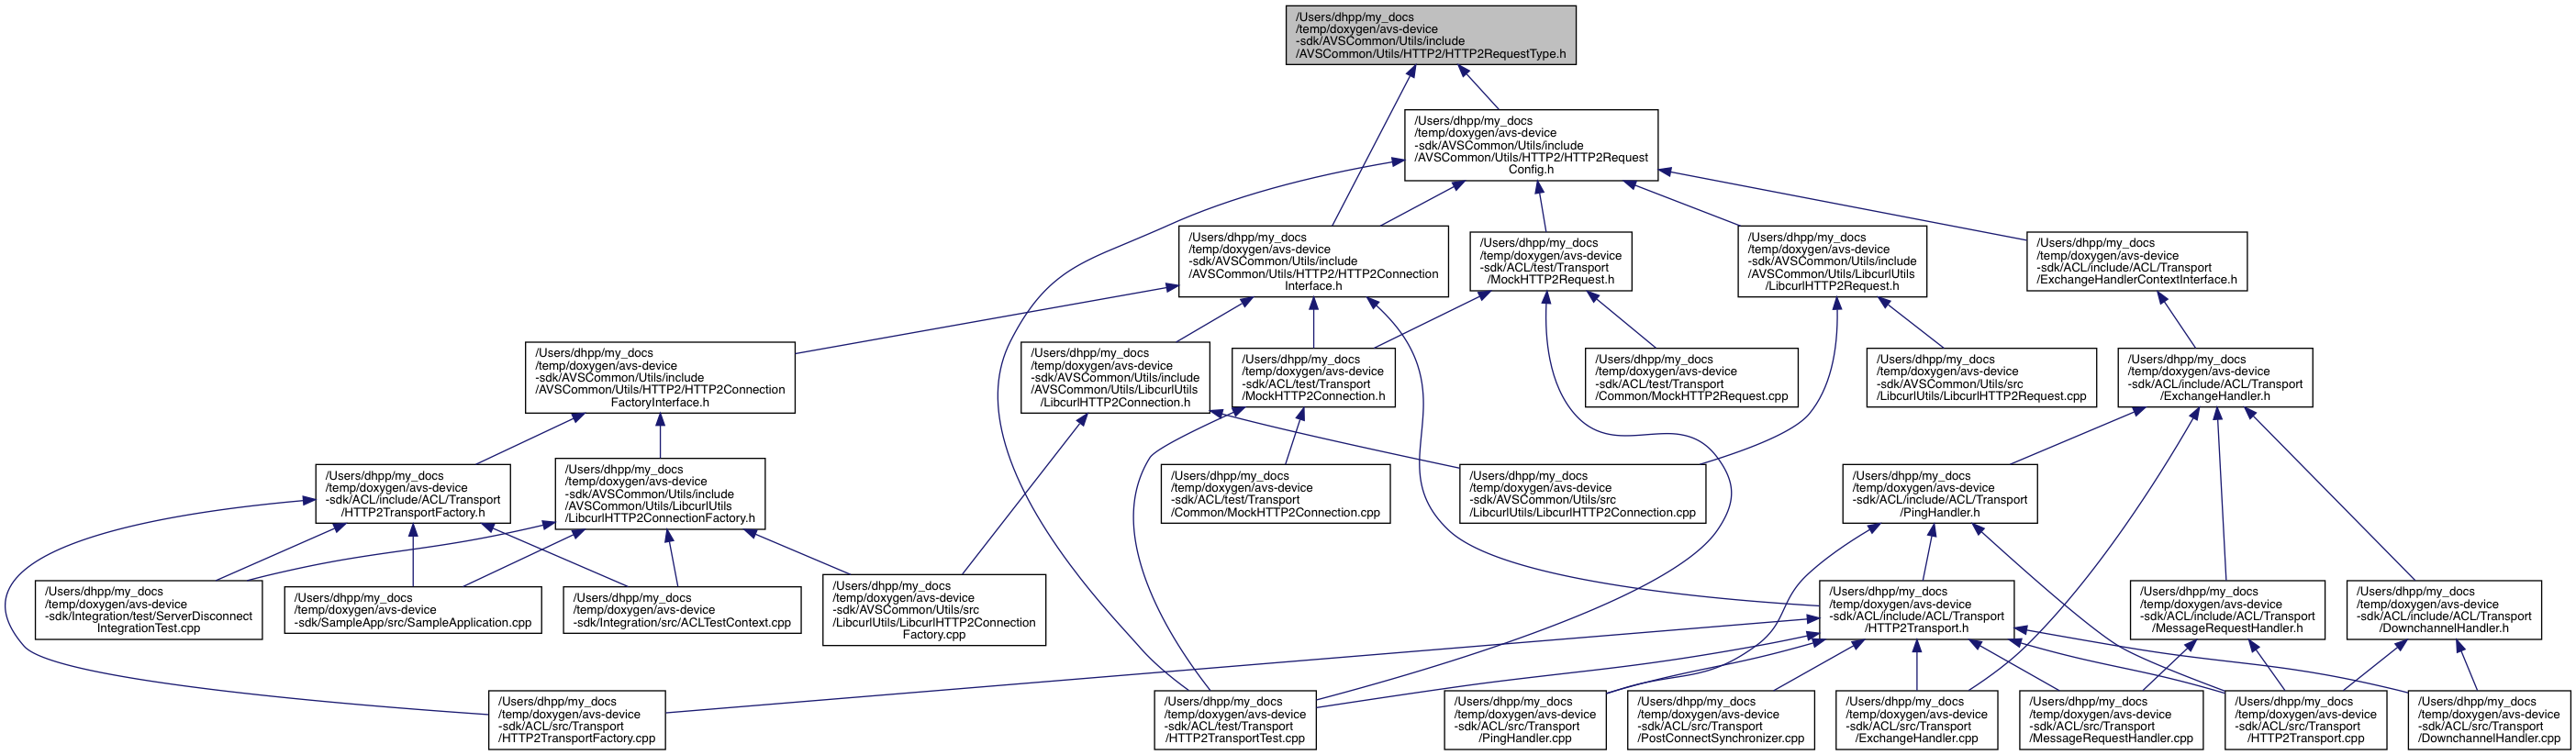 /Users/dhpp/my_docs
/temp/doxygen/avs-device
-sdk/AVSCommon/Utils/include
/AVSCommon/Utils/HTTP2/HTTP2RequestType.h
/Users/dhpp/my_docs
/temp/doxygen/avs-device
-sdk/AVSCommon/Utils/include
/AVSCommon/Utils/HTTP2/HTTP2Request
Config.h
/Users/dhpp/my_docs
/temp/doxygen/avs-device
-sdk/AVSCommon/Utils/include
/AVSCommon/Utils/HTTP2/HTTP2Connection
Interface.h
/Users/dhpp/my_docs
/temp/doxygen/avs-device
-sdk/ACL/test/Transport
/MockHTTP2Request.h
/Users/dhpp/my_docs
/temp/doxygen/avs-device
-sdk/AVSCommon/Utils/include
/AVSCommon/Utils/LibcurlUtils
/LibcurlHTTP2Request.h
/Users/dhpp/my_docs
/temp/doxygen/avs-device
-sdk/ACL/include/ACL/Transport
/ExchangeHandlerContextInterface.h
/Users/dhpp/my_docs
/temp/doxygen/avs-device
-sdk/AVSCommon/Utils/include
/AVSCommon/Utils/HTTP2/HTTP2Connection
FactoryInterface.h
/Users/dhpp/my_docs
/temp/doxygen/avs-device
-sdk/AVSCommon/Utils/include
/AVSCommon/Utils/LibcurlUtils
/LibcurlHTTP2Connection.h
/Users/dhpp/my_docs
/temp/doxygen/avs-device
-sdk/ACL/test/Transport
/MockHTTP2Connection.h
/Users/dhpp/my_docs
/temp/doxygen/avs-device
-sdk/ACL/test/Transport
/Common/MockHTTP2Request.cpp
/Users/dhpp/my_docs
/temp/doxygen/avs-device
-sdk/AVSCommon/Utils/src
/LibcurlUtils/LibcurlHTTP2Request.cpp
/Users/dhpp/my_docs
/temp/doxygen/avs-device
-sdk/ACL/include/ACL/Transport
/ExchangeHandler.h
/Users/dhpp/my_docs
/temp/doxygen/avs-device
-sdk/ACL/include/ACL/Transport
/HTTP2TransportFactory.h
/Users/dhpp/my_docs
/temp/doxygen/avs-device
-sdk/AVSCommon/Utils/include
/AVSCommon/Utils/LibcurlUtils
/LibcurlHTTP2ConnectionFactory.h
/Users/dhpp/my_docs
/temp/doxygen/avs-device
-sdk/ACL/test/Transport
/Common/MockHTTP2Connection.cpp
/Users/dhpp/my_docs
/temp/doxygen/avs-device
-sdk/AVSCommon/Utils/src
/LibcurlUtils/LibcurlHTTP2Connection.cpp
/Users/dhpp/my_docs
/temp/doxygen/avs-device
-sdk/ACL/include/ACL/Transport
/PingHandler.h
/Users/dhpp/my_docs
/temp/doxygen/avs-device
-sdk/Integration/test/ServerDisconnect
IntegrationTest.cpp
/Users/dhpp/my_docs
/temp/doxygen/avs-device
-sdk/SampleApp/src/SampleApplication.cpp
/Users/dhpp/my_docs
/temp/doxygen/avs-device
-sdk/Integration/src/ACLTestContext.cpp
/Users/dhpp/my_docs
/temp/doxygen/avs-device
-sdk/AVSCommon/Utils/src
/LibcurlUtils/LibcurlHTTP2Connection
Factory.cpp
/Users/dhpp/my_docs
/temp/doxygen/avs-device
-sdk/ACL/include/ACL/Transport
/HTTP2Transport.h
/Users/dhpp/my_docs
/temp/doxygen/avs-device
-sdk/ACL/include/ACL/Transport
/MessageRequestHandler.h
/Users/dhpp/my_docs
/temp/doxygen/avs-device
-sdk/ACL/include/ACL/Transport
/DownchannelHandler.h
/Users/dhpp/my_docs
/temp/doxygen/avs-device
-sdk/ACL/src/Transport
/HTTP2TransportFactory.cpp
/Users/dhpp/my_docs
/temp/doxygen/avs-device
-sdk/ACL/test/Transport
/HTTP2TransportTest.cpp
/Users/dhpp/my_docs
/temp/doxygen/avs-device
-sdk/ACL/src/Transport
/PingHandler.cpp
/Users/dhpp/my_docs
/temp/doxygen/avs-device
-sdk/ACL/src/Transport
/PostConnectSynchronizer.cpp
/Users/dhpp/my_docs
/temp/doxygen/avs-device
-sdk/ACL/src/Transport
/ExchangeHandler.cpp
/Users/dhpp/my_docs
/temp/doxygen/avs-device
-sdk/ACL/src/Transport
/MessageRequestHandler.cpp
/Users/dhpp/my_docs
/temp/doxygen/avs-device
-sdk/ACL/src/Transport
/HTTP2Transport.cpp
/Users/dhpp/my_docs
/temp/doxygen/avs-device
-sdk/ACL/src/Transport
/DownchannelHandler.cpp